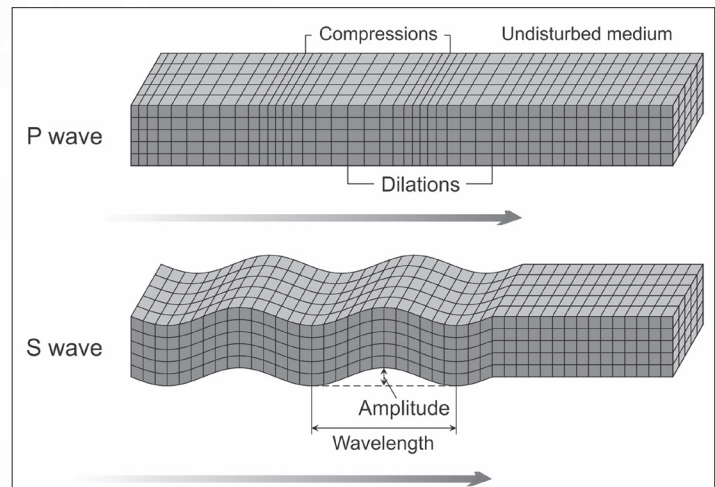 Compressions
Undisturbed medium
P wave
Dilations
S wave
Amplitude
Wavelength